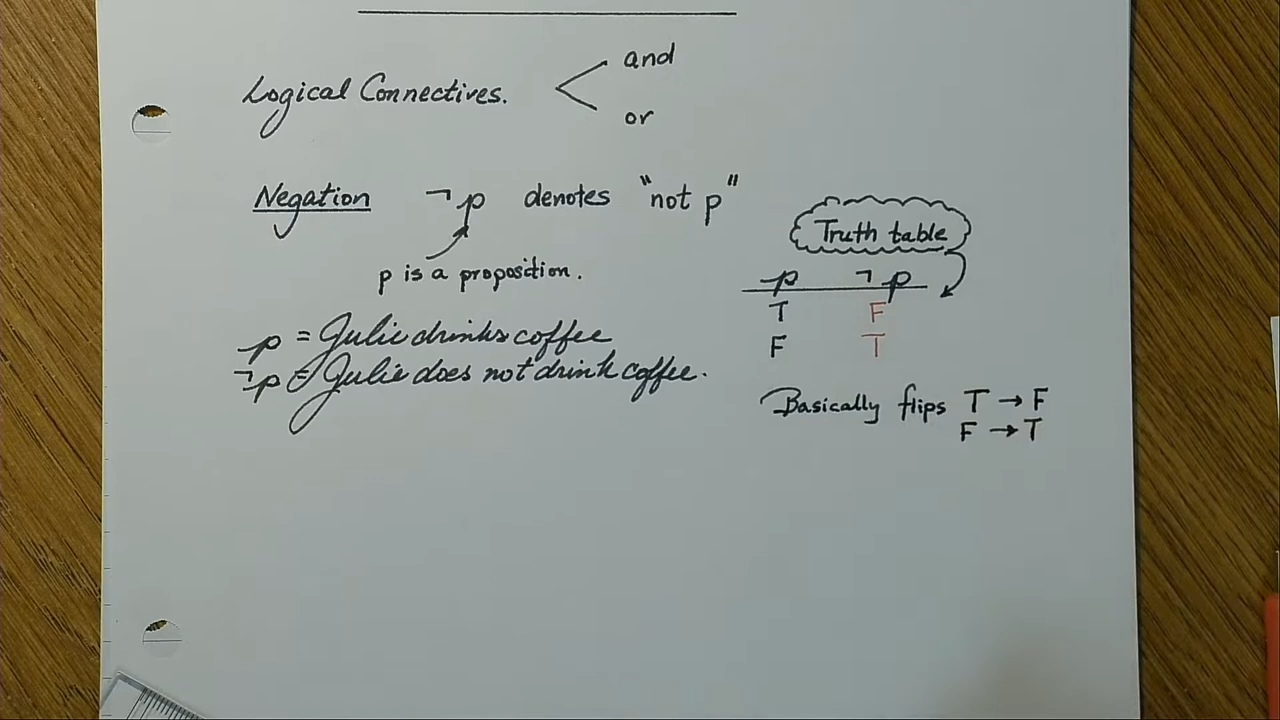 Logical Connectives. < and
or
Negation ¬p denotes "not p"
p is a proposition.
p = Julie drinks coffee
¬p = Julie does not drink coffee.
Truth table
p ¬p
T F
F T
Basically flips T → F
F → T